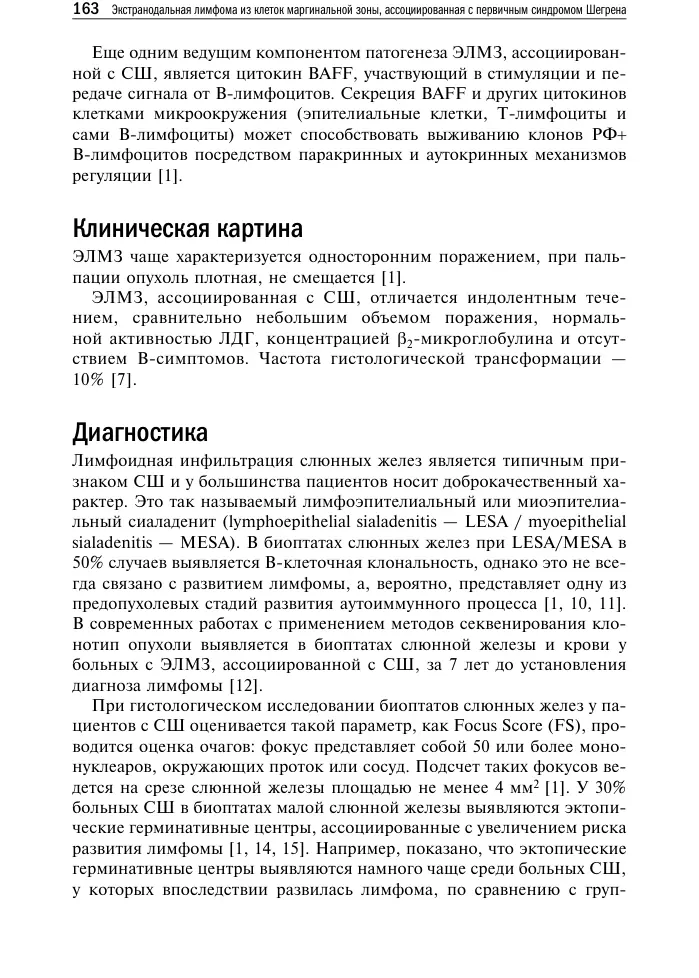 163 Экстранодальная лимфома из клеток маргинальной зоны, ассоциированная с первичным синдромом Шегрена
Еще одним ведущим компонентом патогенеза ЭЛМЗ, ассоциирован-
ной с СШ, является цитокин BAFF, участвующий в стимуляции и пе-
редаче сигнала от В-лимфоцитов. Секреция BAFF и других цитокинов
клетками микроокружения (эпителиальные клетки, Т-лимфоциты и
сами В-лимфоциты) может способствовать выживанию клонов РФ+
В-лимфоцитов посредством паракринных и аутокринных механизмов
регуляции [1].
Клиническая картина
ЭЛМЗ чаще характеризуется односторонним поражением, при паль-
пации опухоль плотная, не смещается [1].
ЭЛМЗ, ассоциированная с СШ, отличается индолентным тече-
нием, сравнительно небольшим объемом поражения, нормаль-
ной активностью ЛДГ, концентрацией β₂-микроглобулина и отсут-
ствием В-симптомов. Частота гистологической трансформации —
10% [7].
Диагностика
Лимфоидная инфильтрация слюнных желез является типичным при-
знаком СШ и у большинства пациентов носит доброкачественный ха-
рактер. Это так называемый лимфоэпителиальный или миоэпителиа-
льный сиаладенит (lymphoepithelial sialadenitis — LESA / myoepithelial
sialadenitis — MESA). В биоптатах слюнных желез при LESA/MESA в
50% случаев выявляется В-клеточная клональность, однако это не все-
гда связано с развитием лимфомы, а, вероятно, представляет одну из
предопухолевых стадий развития аутоиммунного процесса [1, 10, 11].
В современных работах с применением методов секвенирования кло-
нотип опухоли выявляется в биоптатах слюнной железы и крови у
больных с ЭЛМЗ, ассоциированной с СШ, за 7 лет до установления
диагноза лимфомы [12].
При гистологическом исследовании биоптатов слюнных желез у па-
циентов с СШ оценивается такой параметр, как Focus Score (FS), про-
водится оценка очагов: фокус представляет собой 50 или более моно-
нуклеаров, окружающих проток или сосуд. Подсчет таких фокусов ве-
дется на срезе слюнной железы площадью не менее 4 мм² [1]. У 30%
больных СШ в биоптатах малой слюнной железы выявляются эктопи-
ческие герминативные центры, ассоциированные с увеличением риска
развития лимфомы [1, 14, 15]. Например, показано, что эктопические
герминативные центры выявляются намного чаще среди больных СШ,
у которых впоследствии развилась лимфома, по сравнению с груп-